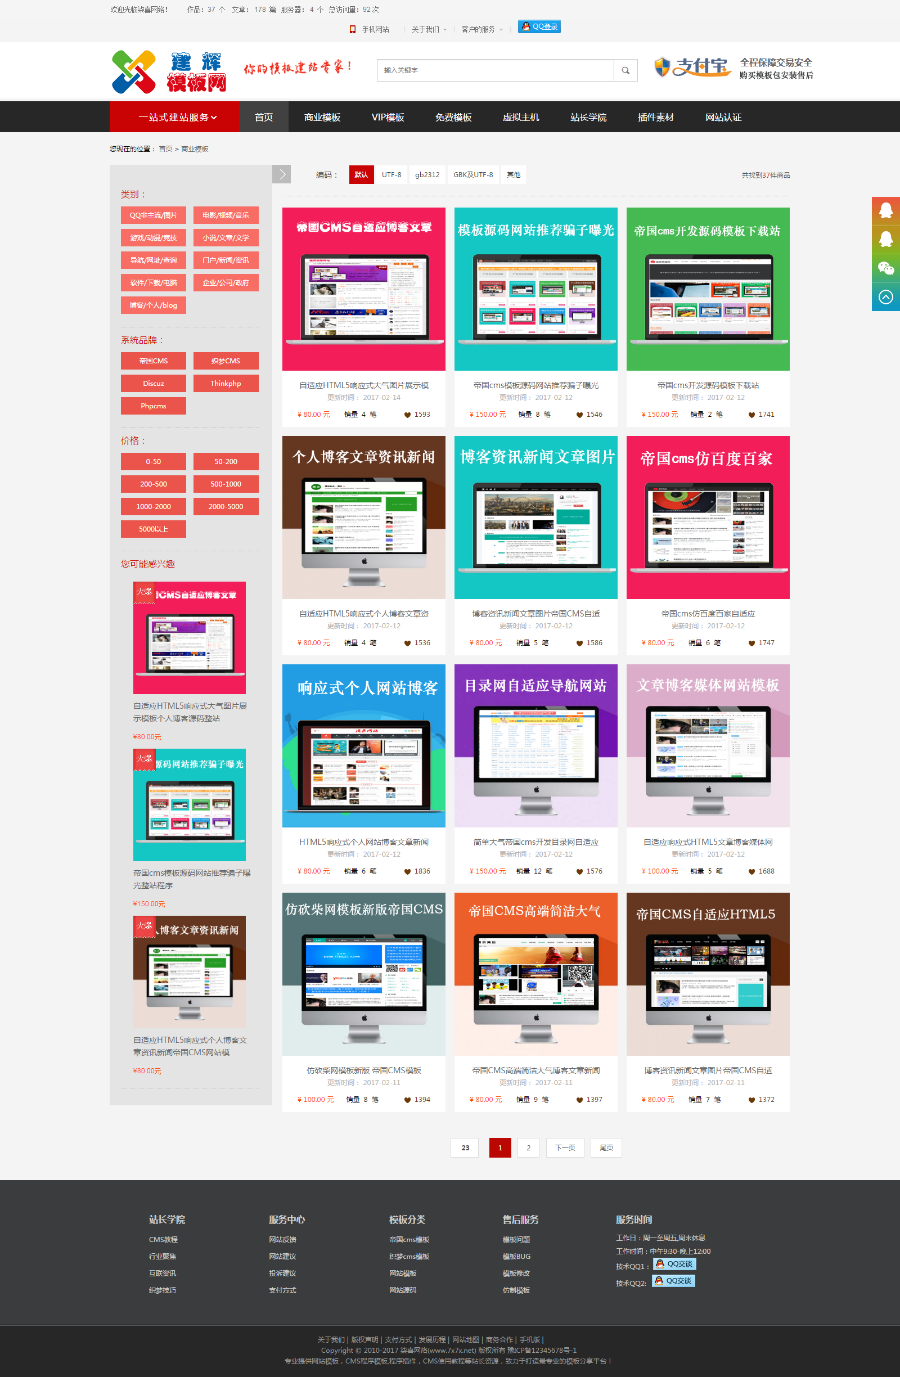 欢迎光临柒喜网络！ 作品：37 个 文章：178 篇 服务器：4 个 总访问量：92 次
手机网站 关于我们 客户的服务 QQ登录
建辉
模板网
你的模板建站专家！
输入关键字
支付宝
全程保障交易安全
购买模板包安装售后
一站式建站服务 首页 商业模板 VIP模板 免费模板 虚拟主机 站长学院 插件素材 网站认证
您现在的位置：首页 > 商业模板
编码： 默认 UTF-8 gb2312 GBK及UTF-8 其他
共找到37件商品
类别：
QQ非主流/图片 电影/视频/音乐
游戏/动漫/竞技 小说/文章/文学
导航/网址/查询 门户/新闻/资讯
软件/下载/电脑 企业/公司/政府
博客/个人/blog
系统品牌：
帝国CMS 织梦CMS
Discuz Thinkphp
Phpcms
价格：
0-50 50-200
200-500 500-1000
1000-2000 2000-5000
5000以上
您可能感兴趣
火爆
ICMS自适应博客文章
自适应HTML5响应式大气图片展
示模板个人博客源码整站
¥80.00元
火爆
源码网站推荐骗子曝光
帝国cms模板源码网站推荐骗子曝
光整站程序
¥150.00元
火爆
人博客文章资讯新闻
自适应HTML5响应式个人博客文
章资讯新闻帝国CMS网站模
¥80.00元
帝国CMS自适应博客文章
自适应HTML5响应式大气图片展示模
更新时间： 2017-02-14
¥ 80.00 元 销量 4 笔 1593
模板源码网站推荐骗子曝光
帝国cms模板源码网站推荐骗子曝光
更新时间： 2017-02-12
¥ 150.00 元 销量 8 笔 1546
帝国cms开发源码模板下载站
帝国cms开发源码模板下载站
更新时间： 2017-02-12
¥ 150.00 元 销量 2 笔 1741
个人博客文章资讯新闻
自适应HTML5响应式个人博客文章资
更新时间： 2017-02-12
¥ 80.00 元 销量 4 笔 1536
博客资讯新闻文章图片
博客资讯新闻文章图片帝国CMS自适
更新时间： 2017-02-12
¥ 80.00 元 销量 5 笔 1586
帝国cms仿百度百家
帝国cms仿百度百家自适应
更新时间： 2017-02-12
¥ 80.00 元 销量 6 笔 1747
响应式个人网站博客
HTML5响应式个人网站博客文章新闻
更新时间： 2017-02-12
¥ 80.00 元 销量 6 笔 1836
目录网自适应导航网站
简单大气帝国cms开发目录网自适应
更新时间： 2017-02-12
¥ 150.00 元 销量 12 笔 1576
文章博客媒体网站模板
自适应响应式HTML5文章博客媒体网
更新时间： 2017-02-12
¥ 100.00 元 销量 5 笔 1688
仿砍柴网模板新版帝国CMS
仿砍柴网模板新版 帝国CMS模板
更新时间： 2017-02-11
¥ 100.00 元 销量 8 笔 1394
帝国CMS高端简洁大气
帝国CMS高端简洁大气博客文章新闻
更新时间： 2017-02-11
¥ 80.00 元 销量 9 笔 1397
帝国CMS自适应HTML5
博客资讯新闻文章图片帝国CMS自适
更新时间： 2017-02-11
¥ 80.00 元 销量 7 笔 1372
23 1 2 下一页 尾页
站长学院 服务中心 模板分类 售后服务 服务时间
CMS教程 网站反馈 帝国cms模板 模板问题 工作日：周一至周五,周末休息
行业聚焦 网站建议 织梦cms模板 模板BUG 工作时间：中午9:30-晚上12:00
互联资讯 投诉建议 网站模板 模板修改 技术QQ1： QQ交谈
织梦技巧 支付方式 网站源码 仿制模板 技术QQ2： QQ交谈
关于我们 | 版权声明 | 支付方式 | 发展历程 | 网站地图 | 商务合作 | 手机版 |
Copyright © 2010-2017 柒喜网络(www.7x7x.net) 版权所有 豫ICP备12345678号-1
专业提供网站模板，CMS程序模板,程序插件，CMS使用教程等站长资源，致力于打造最专业的模板分享平台！